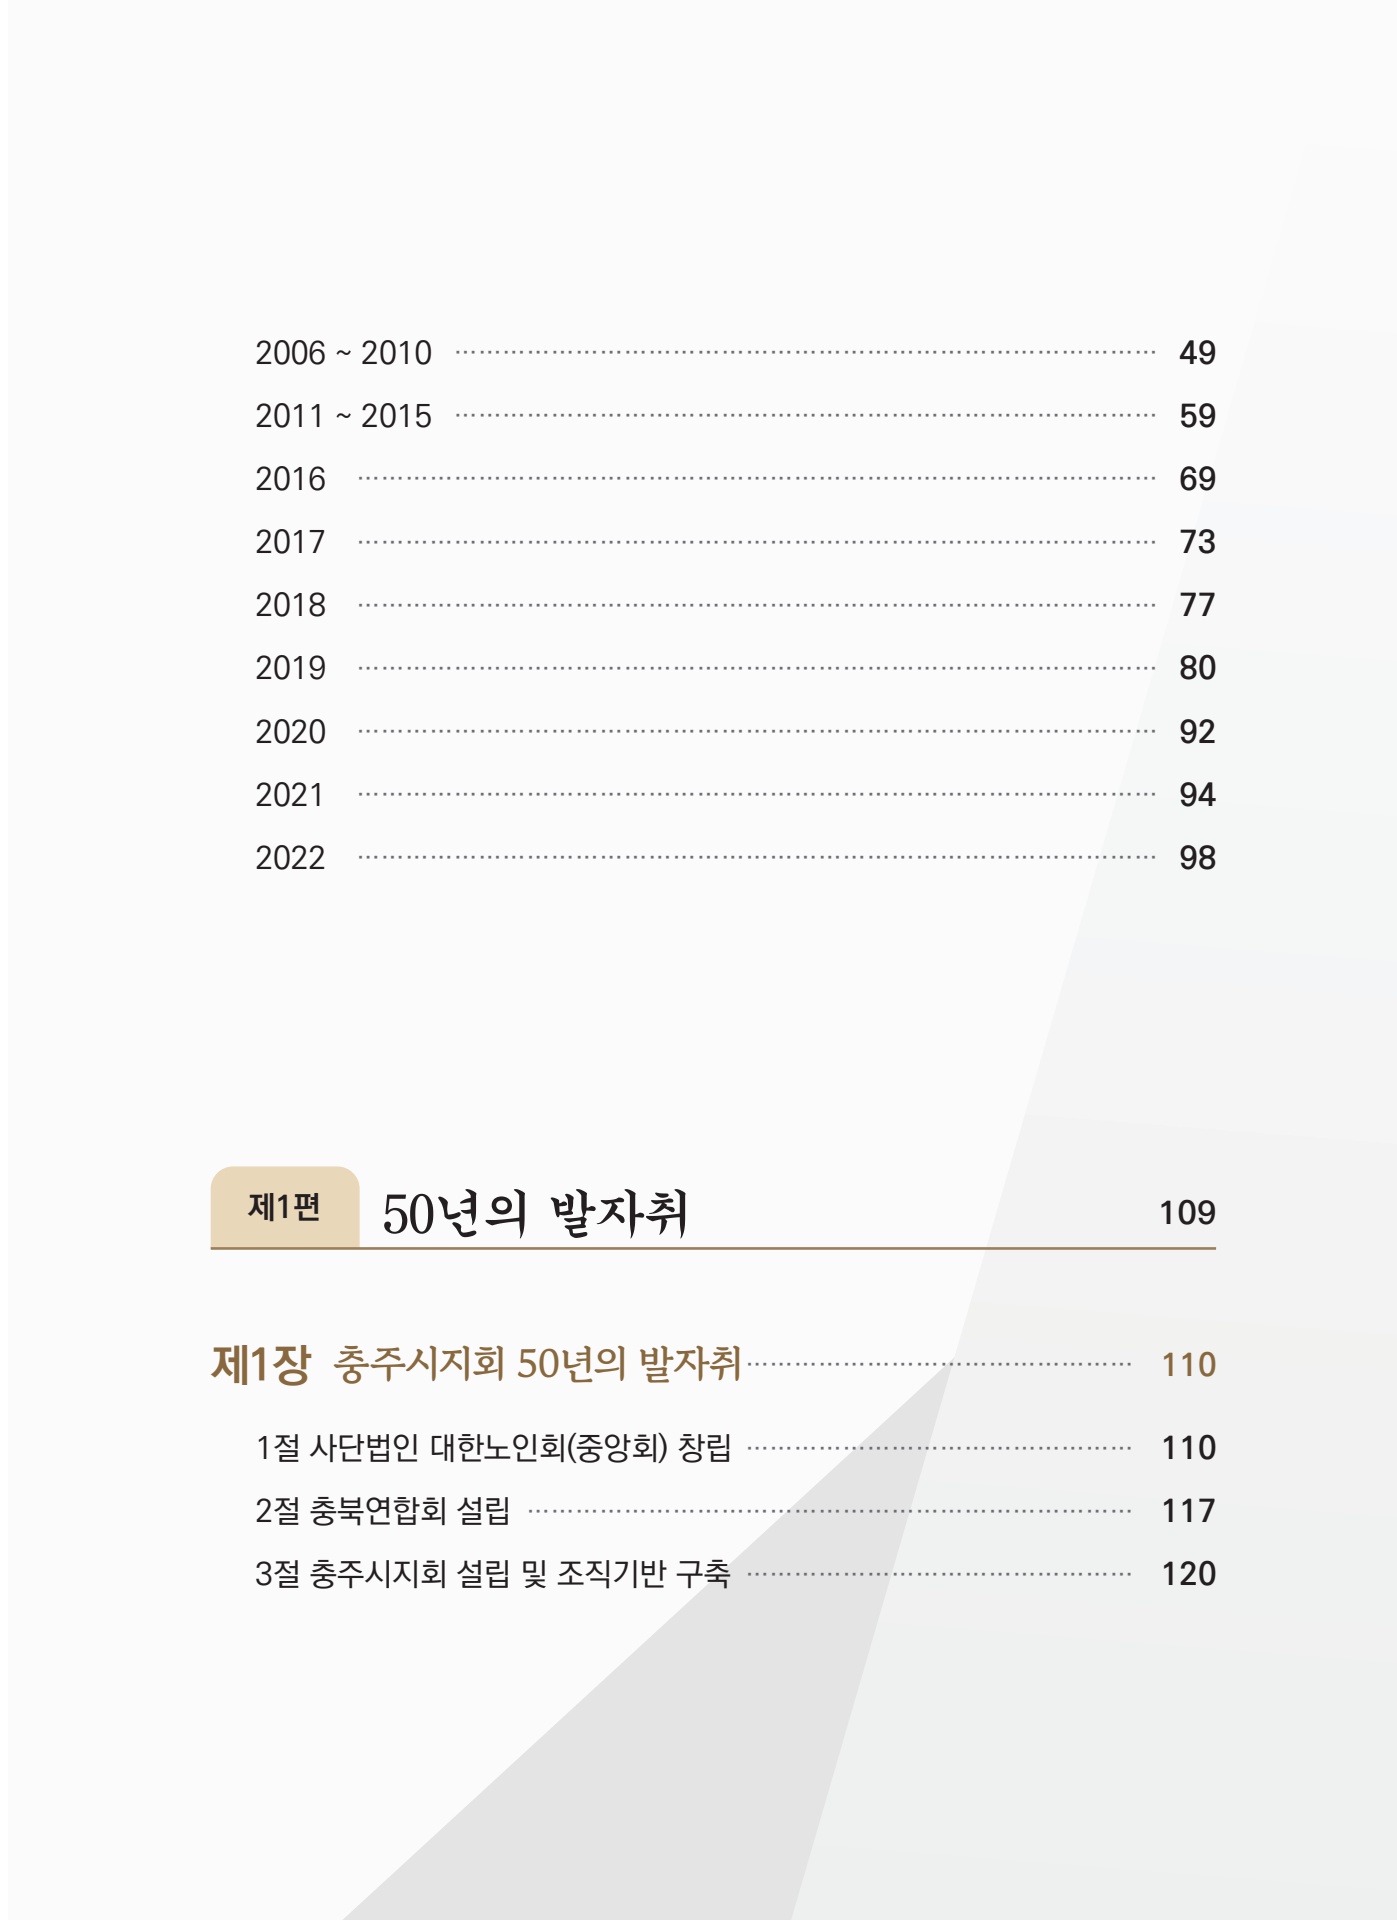 2006 ~ 2010 49
2011 ~ 2015 59
2016 69
2017 73
2018 77
2019 80
2020 92
2021 94
2022 98
제1편 50년의 발자취 109
제1장 충주시지회 50년의 발자취 110
1절 사단법인 대한노인회(중앙회) 창립 110
2절 충북연합회 설립 117
3절 충주시지회 설립 및 조직기반 구축 120